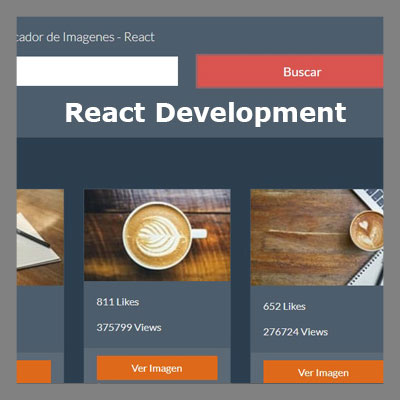 cador de Imagenes - React
Buscar
React Development
811 Likes
375799 Views
Ver Imagen
652 Likes
276724 Views
Ver Imagen